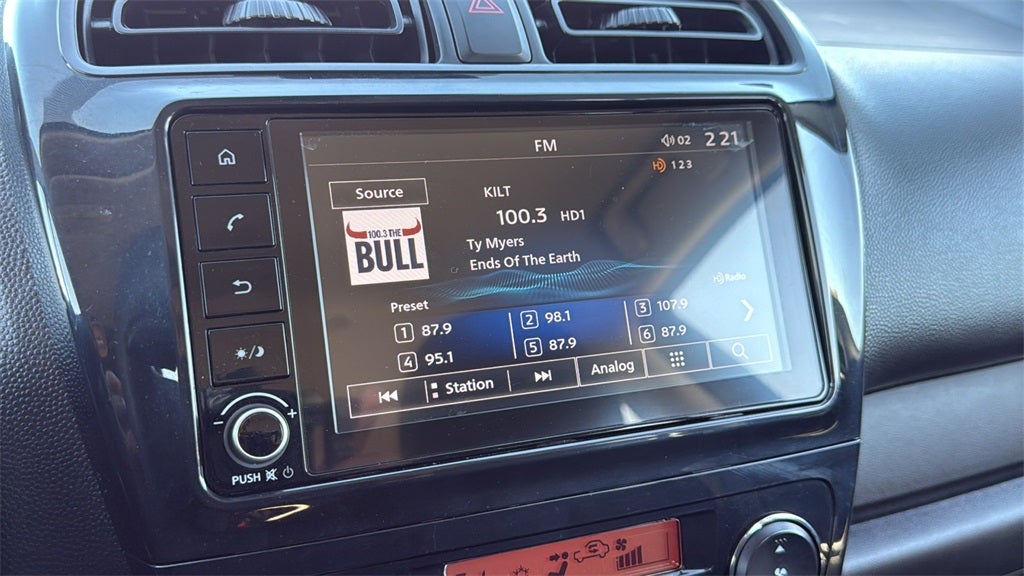 FM 02 2 21
HD 1 2 3
Source KILT
100.3 HD1
100.3 THE
BULL
Ty Myers
Ends Of The Earth
HD Radio
Preset
1 87.9 2 98.1 3 107.9
4 95.1 5 87.9 6 87.9
Station Analog
- +
PUSH